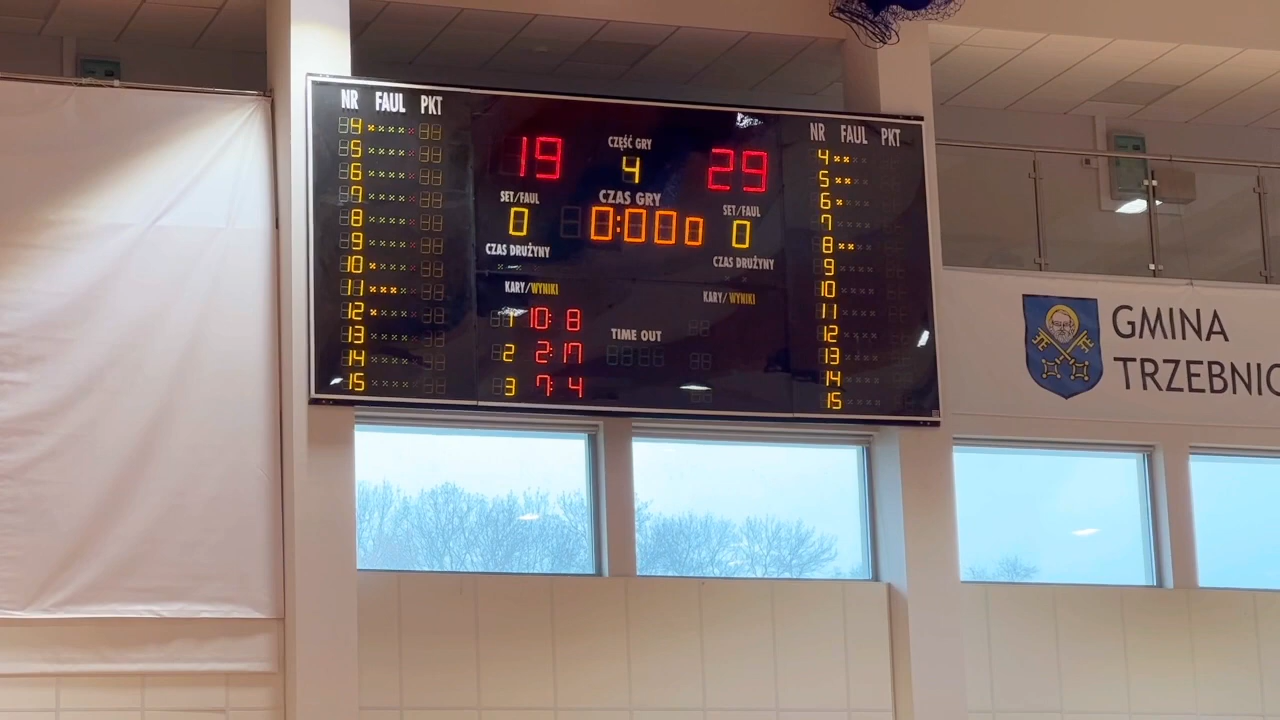 NR FAUL PKT
4
5
6
7
8
9
10
11
12
13
14
15
19
CZĘŚĆ GRY
4
29
SET/FAUL
0
CZAS GRY
0:00 0
SET/FAUL
0
CZAS DRUŻYNY
CZAS DRUŻYNY
KARY/WYNIKI
KARY/WYNIKI
1 10: 8
2 2:17
3 7: 4
TIME OUT
NR FAUL PKT
4
5
6
7
8
9
10
11
12
13
14
15
GMINA
TRZEBNIC